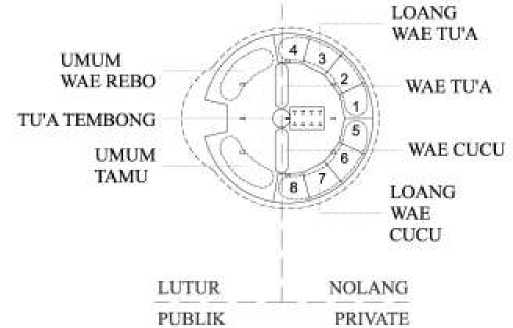 LOANG
WAE TU'A
UMUM
WAE REBO
WAE TU'A
TU'A TEMBONG
UMUM
TAMU
WAE CUCU
LOANG
WAE
CUCU
4
3
2
1
5
6
7
8
LUTUR
NOLANG
PUBLIK
PRIVATE